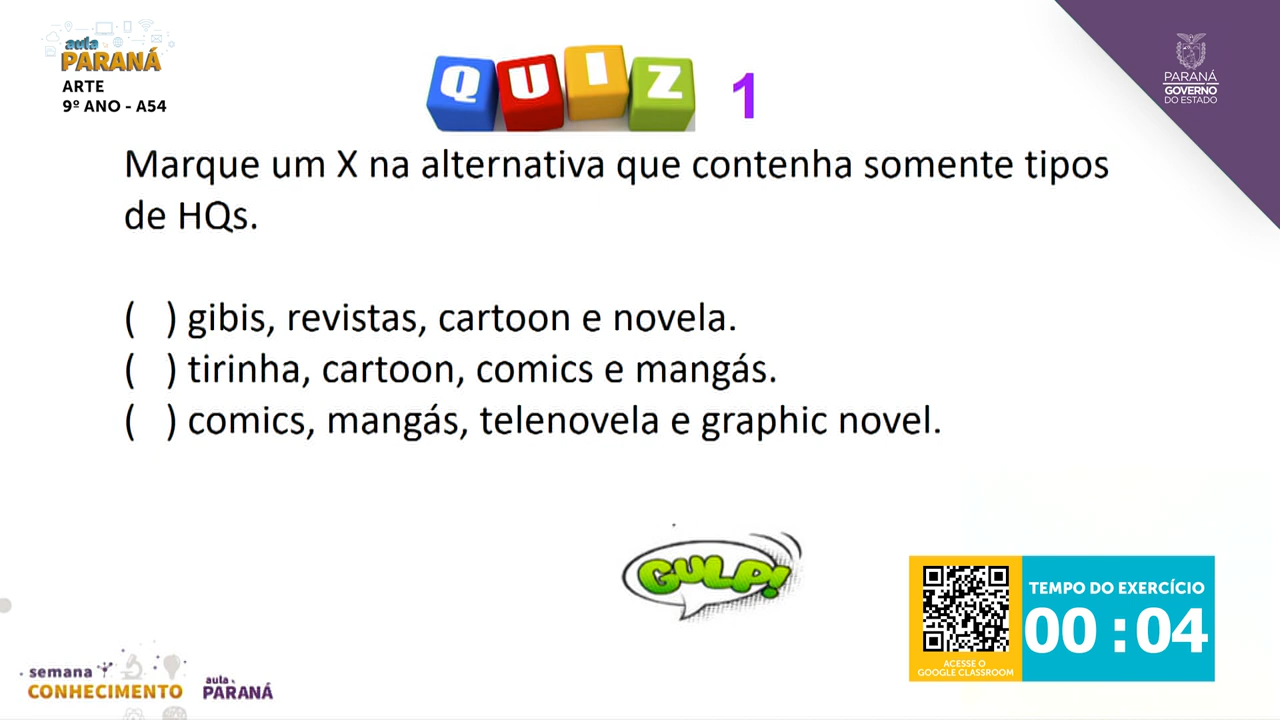 aula
PARANÁ
ARTE
9º ANO - A54
QUIZ 1
PARANÁ
GOVERNO
DO ESTADO
Marque um X na alternativa que contenha somente tipos
de HQs.
(   ) gibis, revistas, cartoon e novela.
(   ) tirinha, cartoon, comics e mangás.
(   ) comics, mangás, telenovela e graphic novel.
GULP!
TEMPO DO EXERCÍCIO
00 : 04
ACESSE O
GOOGLE CLASSROOM
semana
CONHECIMENTO
aula
PARANÁ